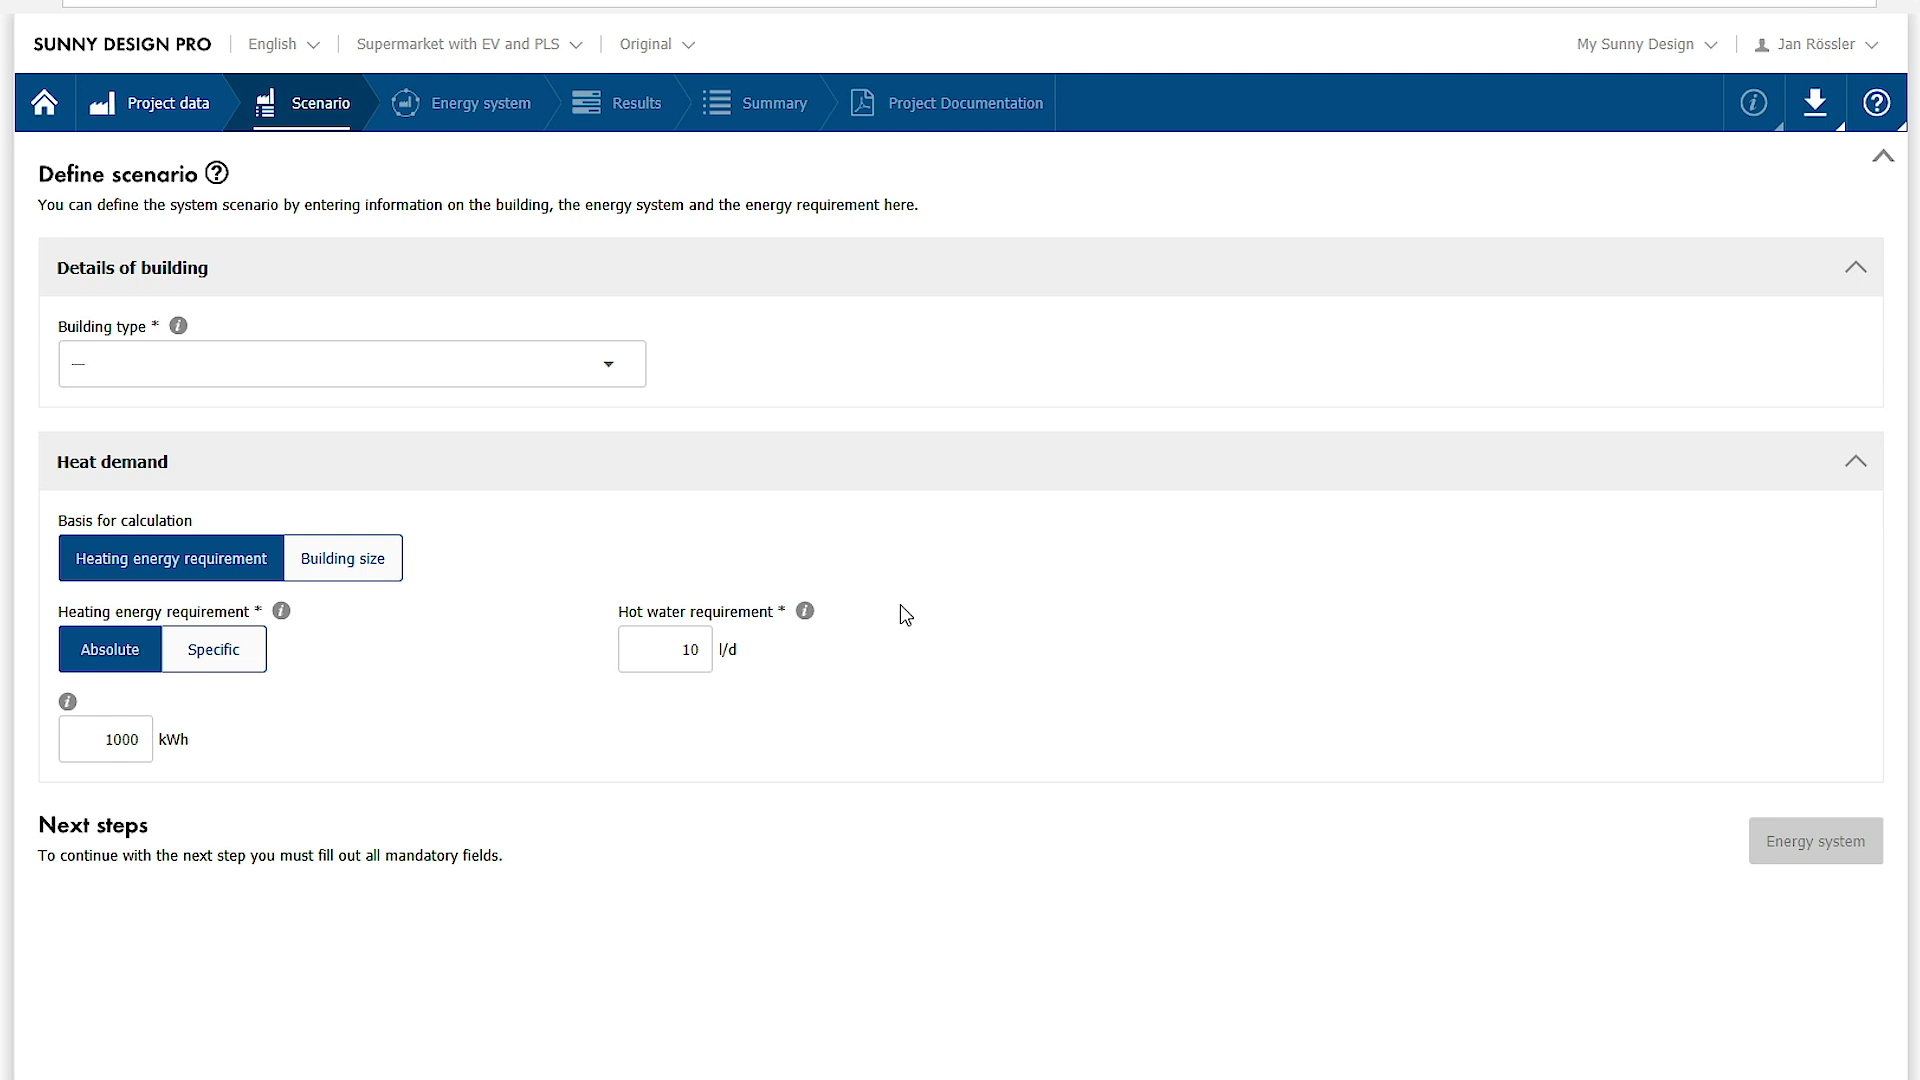 SUNNY DESIGN PRO English Supermarket with EV and PLS Original My Sunny Design Jan Rössler
Project data Scenario Energy system Results Summary Project Documentation
Define scenario
You can define the system scenario by entering information on the building, the energy system and the energy requirement here.
Details of building
Building type *
—
Heat demand
Basis for calculation
Heating energy requirement Building size
Heating energy requirement * Hot water requirement *
Absolute Specific 10 l/d
1000 kWh
Next steps
To continue with the next step you must fill out all mandatory fields.
Energy system